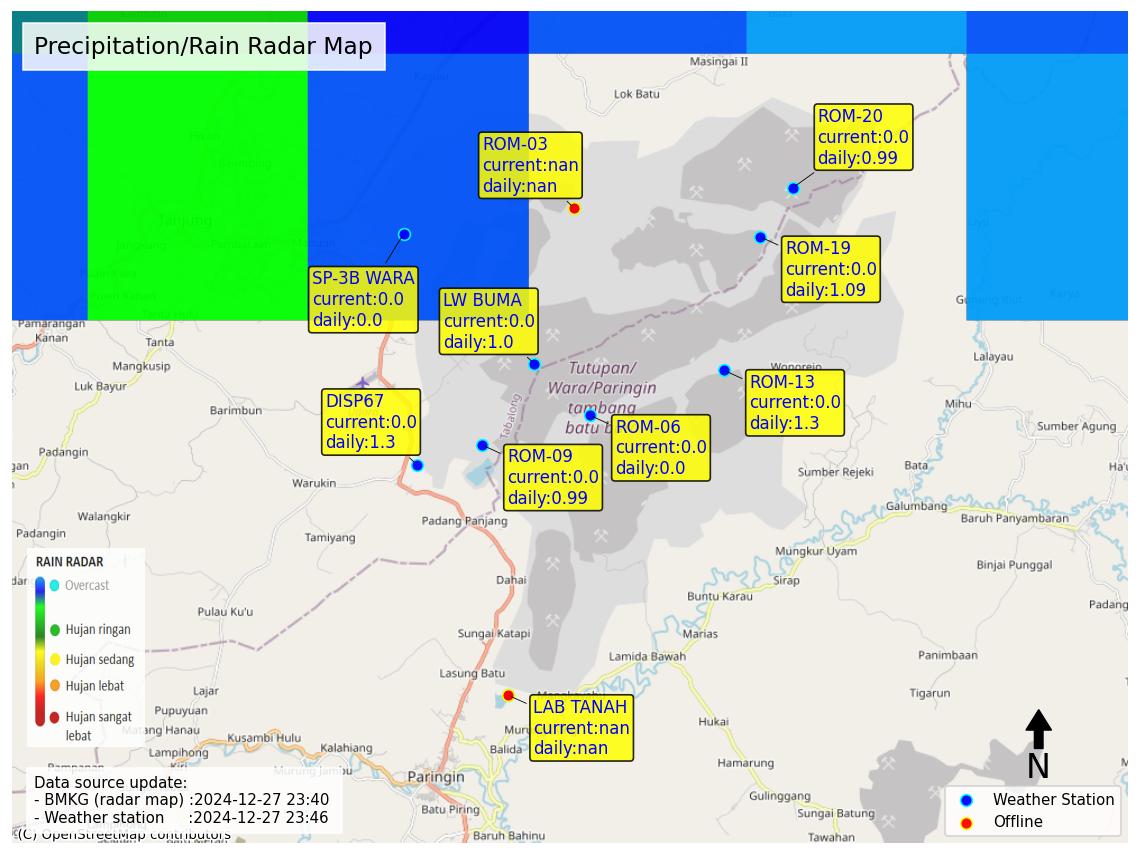 Precipitation/Rain Radar Map
Masingai II
Lok Batu
ROM-20
current:0.0
daily:0.99
ROM-03
current:nan
daily:nan
Tanjung
ROM-19
current:0.0
daily:1.09
SP-3B WARA
current:0.0
daily:0.0
LW BUMA
current:0.0
daily:1.0
Pamarangan
Kanan
Tanta Hulu
Tanta
Mangkusip
Luk Bayur
Barimbun
Lalayau
Mihu
Wonorejo
Tutupan/
Wara/Paringin
tambang
batu b
Tabalong
ROM-13
current:0.0
daily:1.3
DISP67
current:0.0
daily:1.3
ROM-06
current:0.0
daily:0.0
ROM-09
current:0.0
daily:0.99
Sumber Agung
Padangin
Bata
Sumber Rejeki
Warukin
Galumbang
Baruh Panyambaran
Walangkir
Padang Panjang
Padangin
Tamiyang
Mungkur Uyam
Binjai Punggal
Sirap
Dahai
Buntu Karau
Padang
Pulau Ku'u
Sungai Katapi
Marias
Lamida Bawah
Panimbaan
Lasung Batu
Tigarun
Lajar
Pupuyuan
Hukai
LAB TANAH
current:nan
daily:nan
Matang Hanau
Kusambi Hulu
Lampihong
Kalahiang
Balida
Hamarung
Murung Jambu
Paringin
Gulinggang
Batu Piring
Sungai Batung
Baruh Bahinu
Tawahan
RAIN RADAR
Overcast
Hujan ringan
Hujan sedang
Hujan lebat
Hujan sangat
lebat
Data source update:
- BMKG (radar map) :2024-12-27 23:40
- Weather station :2024-12-27 23:46
(C) OpenStreetMap contributors
N
Weather Station
Offline